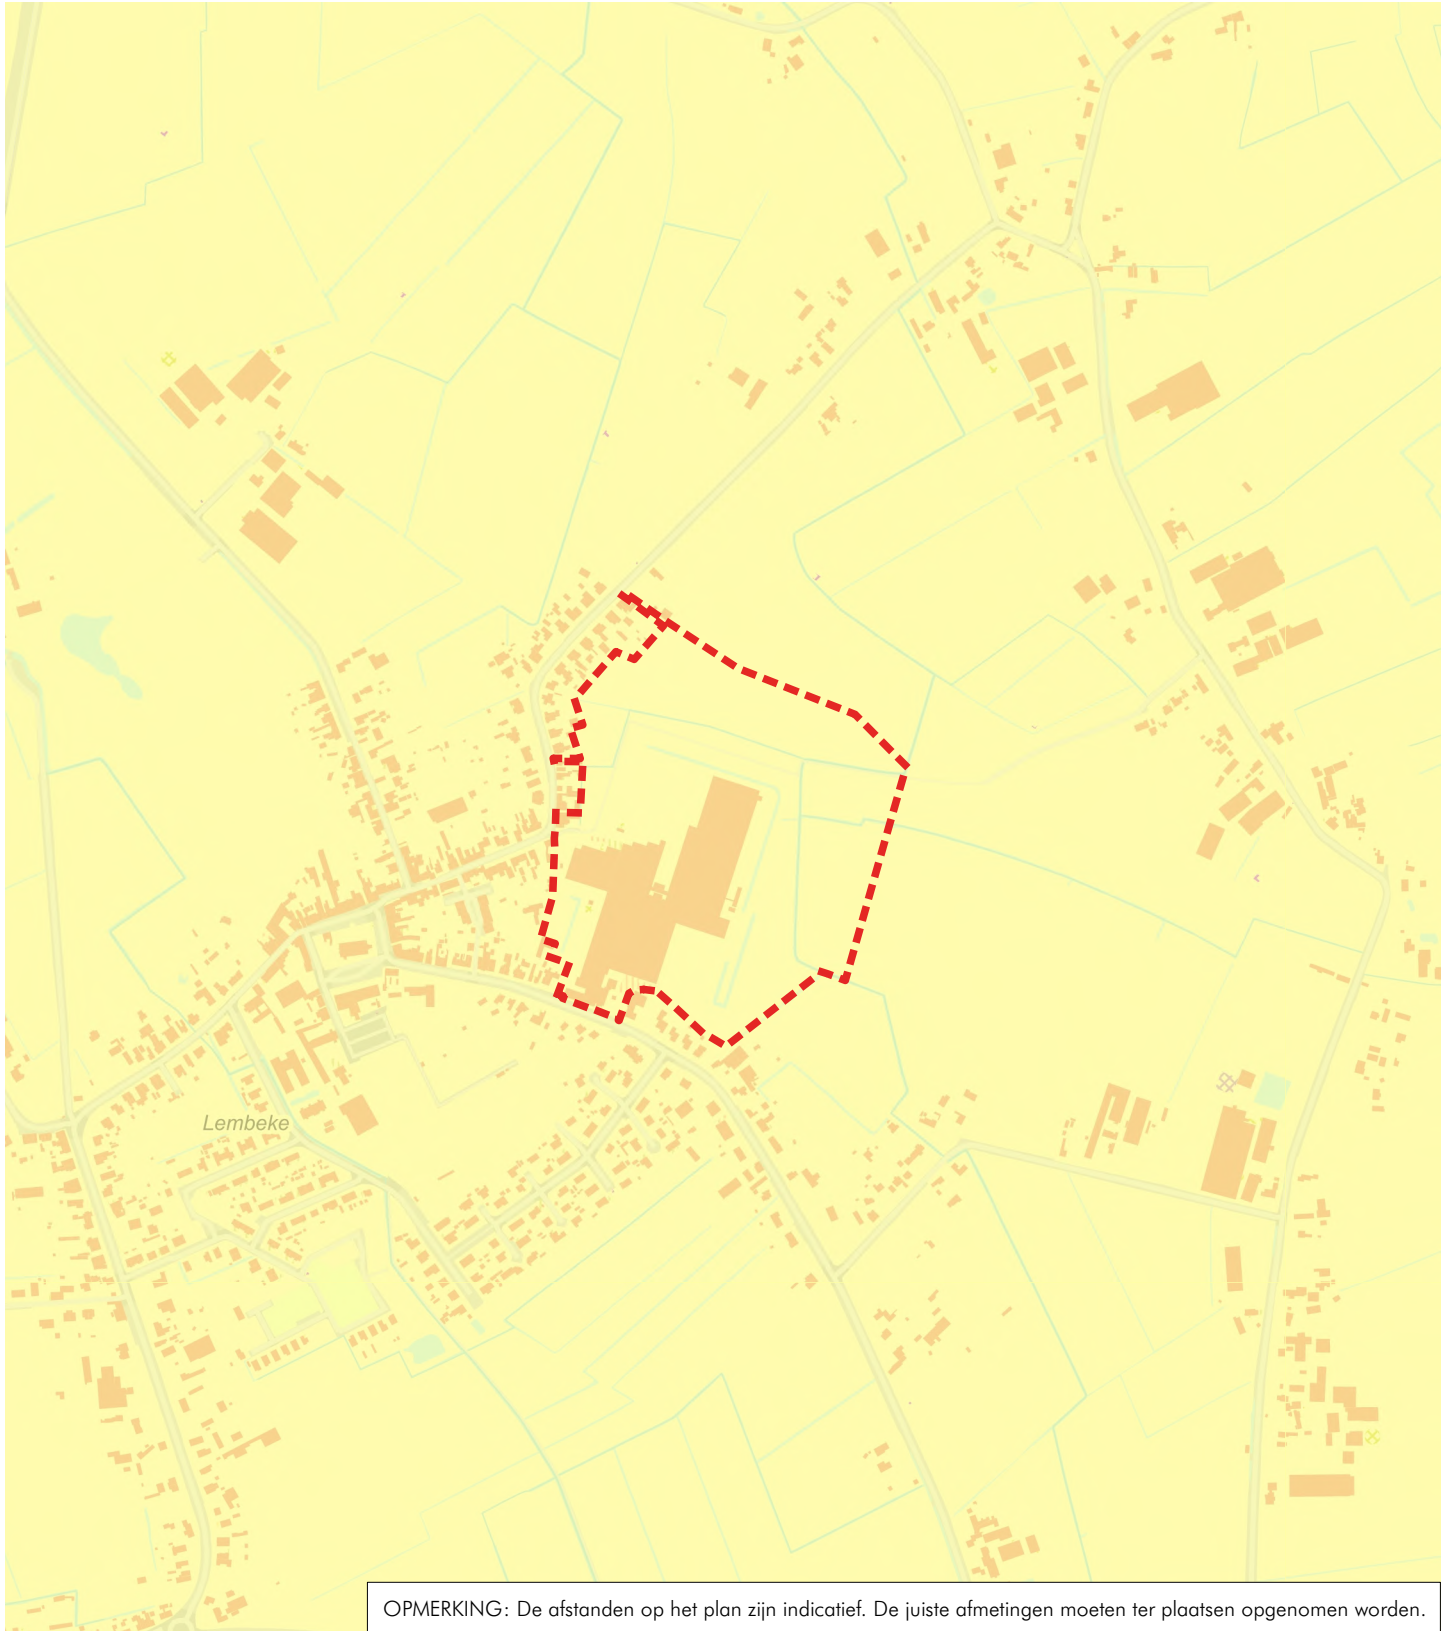 Lembeke
OPMERKING: De afstanden op het plan zijn indicatief. De juiste afmetingen moeten ter plaatsen opgenomen worden.